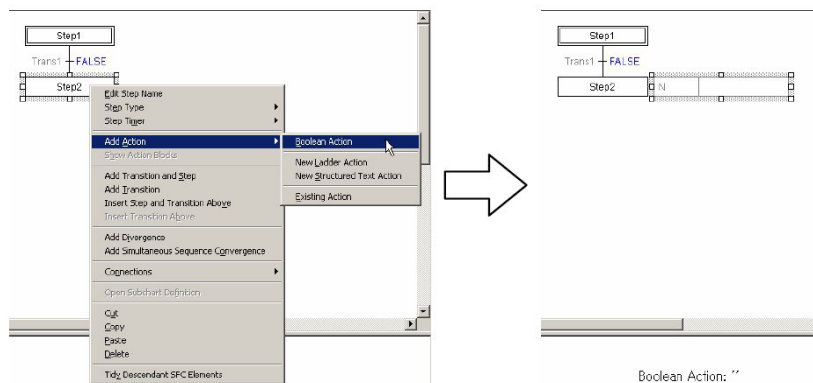 Step1
Trans1 FALSE
Step2
Edit Step Name
Step Type
Step Timer
Add Action
Show Action Blocks
Add Transition and Step
Add Transition
Insert Step and Transition Above
Insert Transition Above
Add Divergence
Add Simultaneous Sequence Convergence
Connections
Open Subchart Definition
Cut
Copy
Paste
Delete
Tidy Descendant SFC Elements
Boolean Action
New Ladder Action
New Structured Text Action
Existing Action
Step1
Trans1 FALSE
Step2 N
Boolean Action: ´´